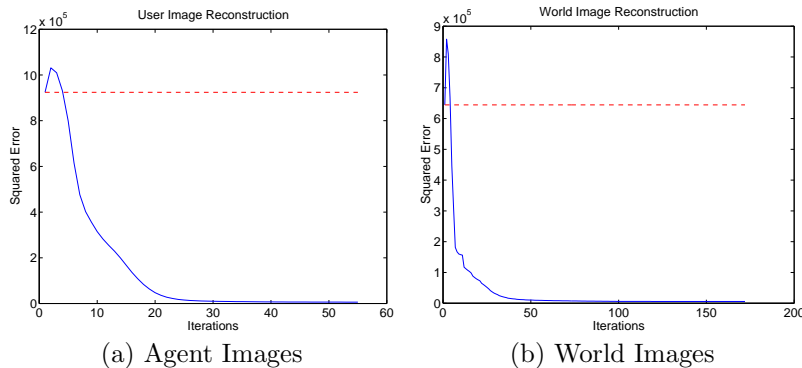 User Image Reconstruction
x 10^5
12
10
8
6
4
2
0
Squared Error
0 10 20 30 40 50 60
Iterations
(a) Agent Images
World Image Reconstruction
x 10^5
9
8
7
6
5
4
3
2
1
0
Squared Error
0 50 100 150 200
Iterations
(b) World Images